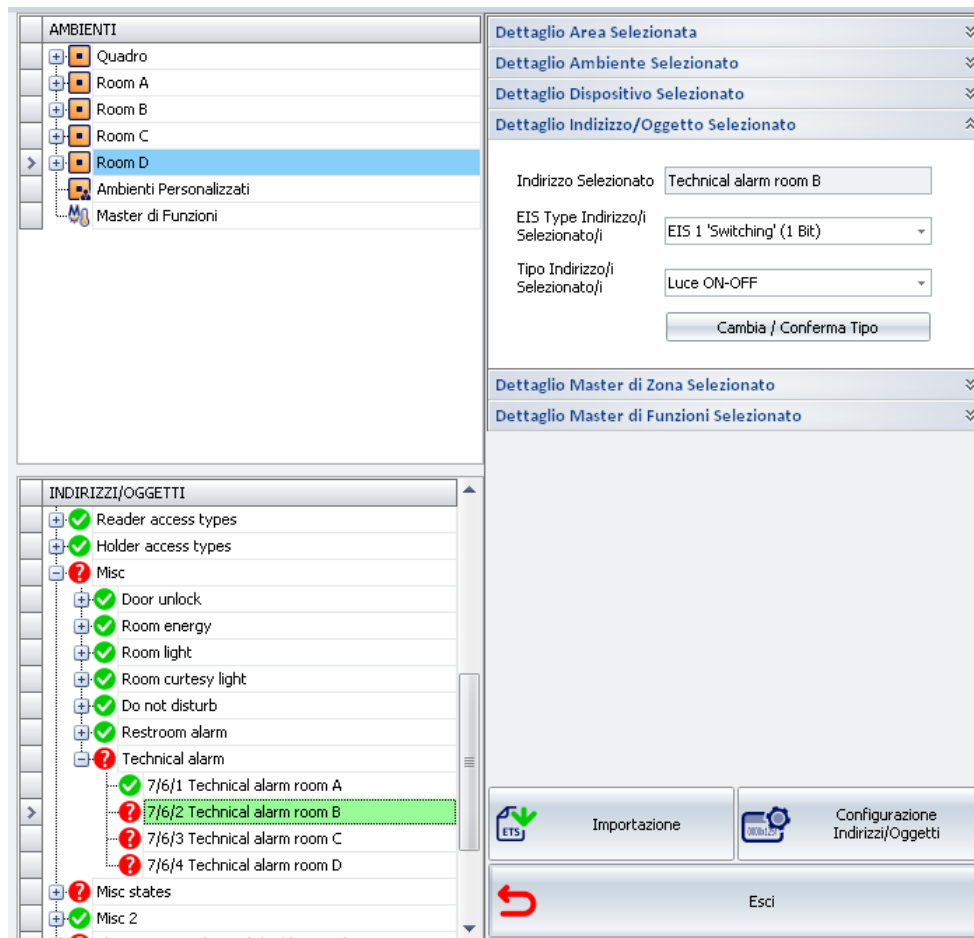 AMBIENTI
Quadro
Room A
Room B
Room C
Room D
Ambienti Personalizzati
Master di Funzioni
Dettaglio Area Selezionata
Dettaglio Ambiente Selezionato
Dettaglio Dispositivo Selezionato
Dettaglio Indizizzo/Oggetto Selezionato
Indirizzo Selezionato Technical alarm room B
EIS Type Indirizzo/i
Selezionato/i
EIS 1 'Switching' (1 Bit)
Tipo Indirizzo/i
Selezionato/i
Luce ON-OFF
Cambia / Conferma Tipo
Dettaglio Master di Zona Selezionato
Dettaglio Master di Funzioni Selezionato
INDIRIZZI/OGGETTI
Reader access types
Holder access types
Misc
Door unlock
Room energy
Room light
Room curtesy light
Do not disturb
Restroom alarm
Technical alarm
7/6/1 Technical alarm room A
7/6/2 Technical alarm room B
7/6/3 Technical alarm room C
7/6/4 Technical alarm room D
Misc states
Misc 2
ETS
Importazione
Configurazione
Indirizzi/Oggetti
Esci